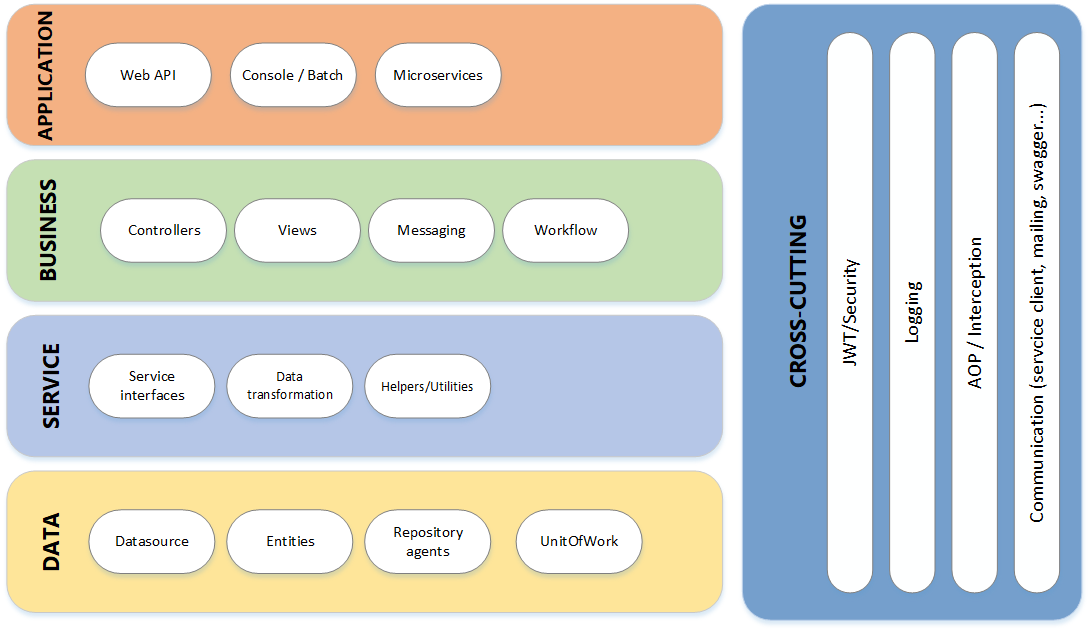 APPLICATION
Web API
Console / Batch
Microservices
BUSINESS
Controllers
Views
Messaging
Workflow
SERVICE
Service
interfaces
Data
transformation
Helpers/Utilities
DATA
Datasource
Entities
Repository
agents
UnitOfWork
CROSS-CUTTING
JWT/Security
Logging
AOP / Interception
Communication (servcice client, mailing, swagger...)